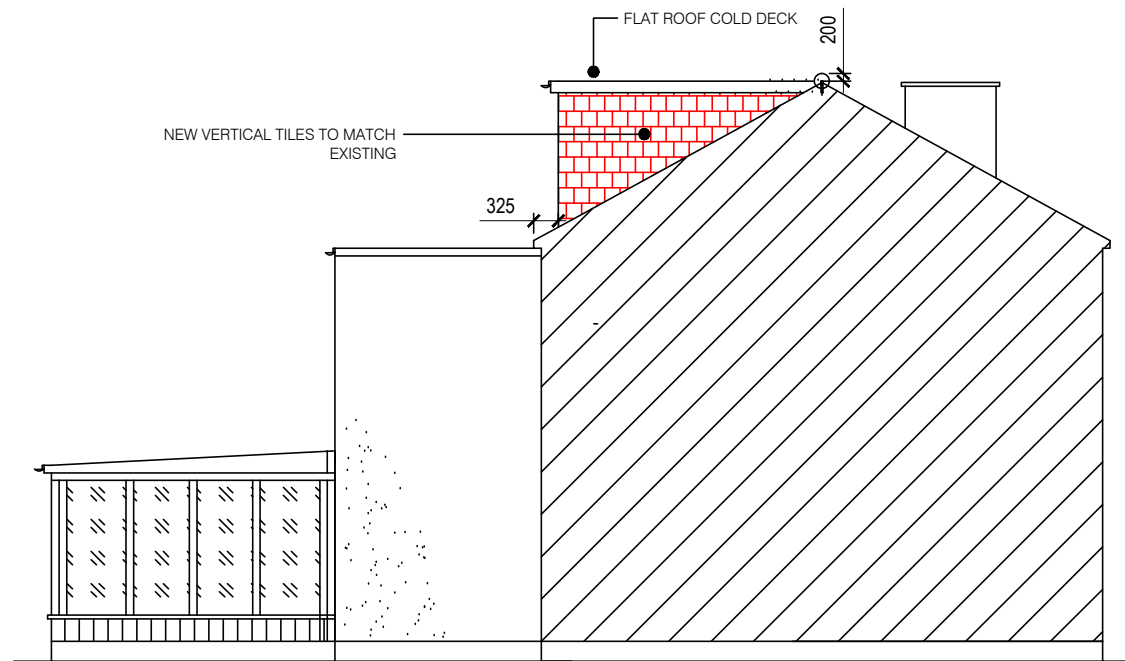 FLAT ROOF COLD DECK
200
NEW VERTICAL TILES TO MATCH
EXISTING
325